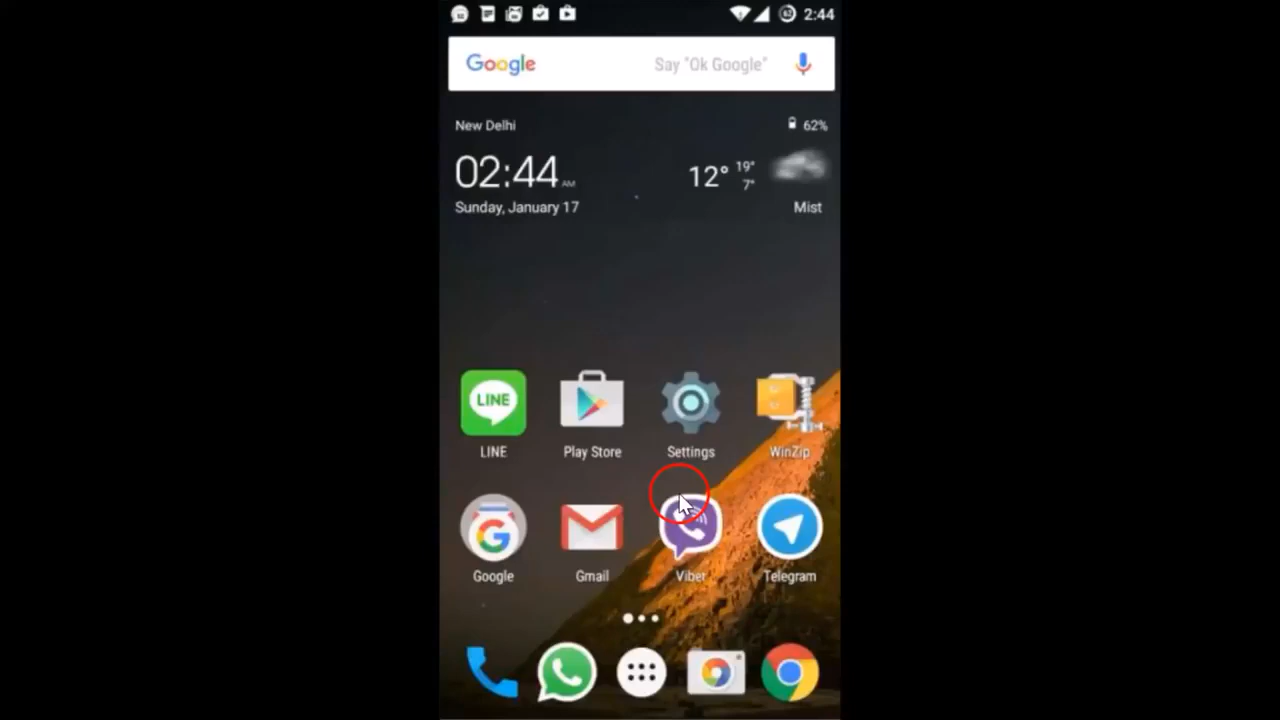 2:44
Google Say "Ok Google"
New Delhi 62%
02:44 AM 12° 19° 7°
Sunday, January 17 Mist
LINE
LINE Play Store Settings WinZip
G
Google Gmail Viber Telegram